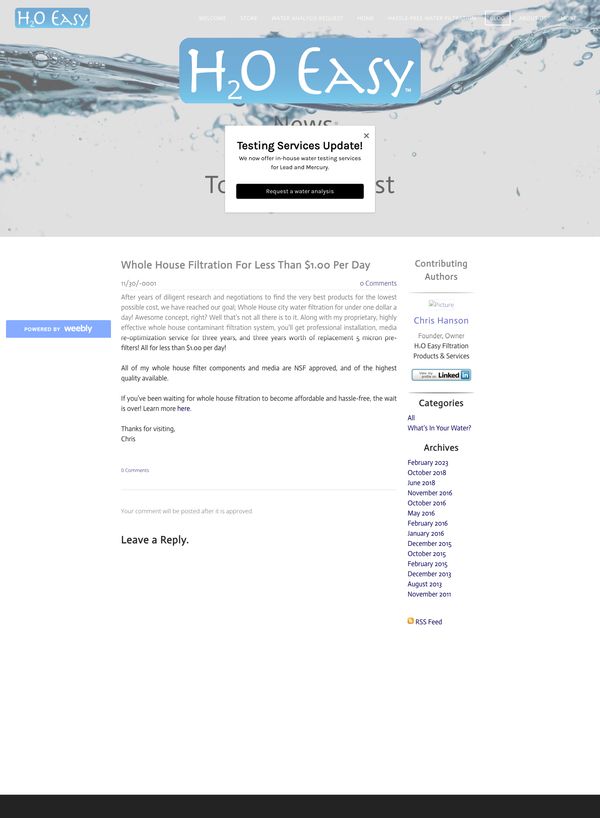 H2O Easy
WELCOME STORE WATER ANALYSIS REQUEST HOME HASSLE-FREE WATER FILTRATION BLOG ABOUT US MORE...
H2O Easy™
News
Testing Services Update!
We now offer in-house water testing services
for Lead and Mercury.
Request a water analysis
Whole House Filtration For Less Than $1.00 Per Day
11/30/-0001
0 Comments
After years of diligent research and negotiations to find the very best products for the lowest
possible cost, we have reached our goal; Whole House city water filtration for under one dollar a
day! Awesome concept, right? Well that's not all there is to it. Along with my proprietary, highly
effective whole house contaminant filtration system, you'll get professional installation, media
re-optimization service for three years, and three years worth of replacement 5 micron pre-
filters! All for less than $1.00 per day!
All of my whole house filter components and media are NSF approved, and of the highest
quality available.
If you've been waiting for whole house filtration to become affordable and hassle-free, the wait
is over! Learn more here.
Thanks for visiting,
Chris
0 Comments
Your comment will be posted after it is approved.
Leave a Reply.
POWERED BY weebly
Contributing
Authors
Picture
Chris Hanson
Founder, Owner
H2O Easy Filtration
Products & Services
View my profile on LinkedIn
Categories
All
What's In Your Water?
Archives
February 2023
October 2018
June 2018
November 2016
October 2016
May 2016
February 2016
January 2016
December 2015
October 2015
February 2015
December 2013
August 2013
November 2011
RSS Feed